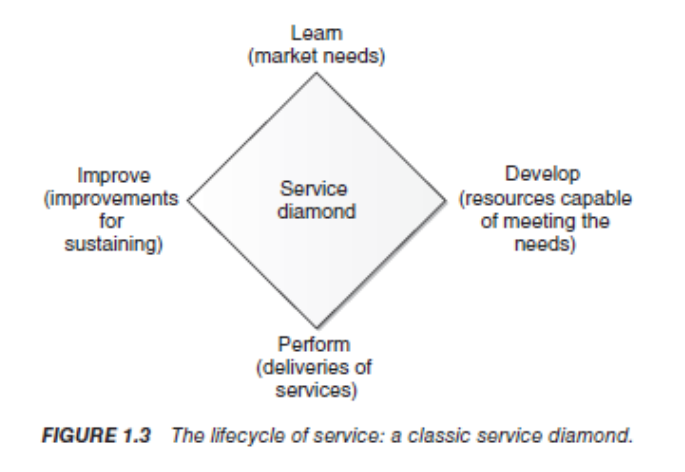 Learn
(market needs)
Improve
(improvements
for
sustaining)
Service
diamond
Develop
(resources capable
of meeting the
needs)
Perform
(deliveries of
services)
FIGURE 1.3 The lifecycle of service: a classic service diamond.